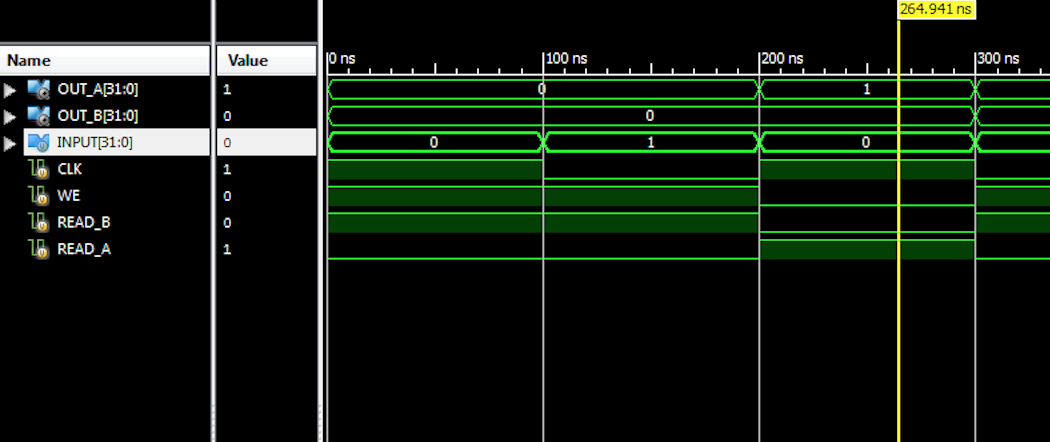 264.941 ns
Name Value 0 ns 100 ns 200 ns 300 ns
OUT_A[31:0] 1 0 1
OUT_B[31:0] 0 0
INPUT[31:0] 0 0 1 0
CLK 1
WE 0
READ_B 0
READ_A 1